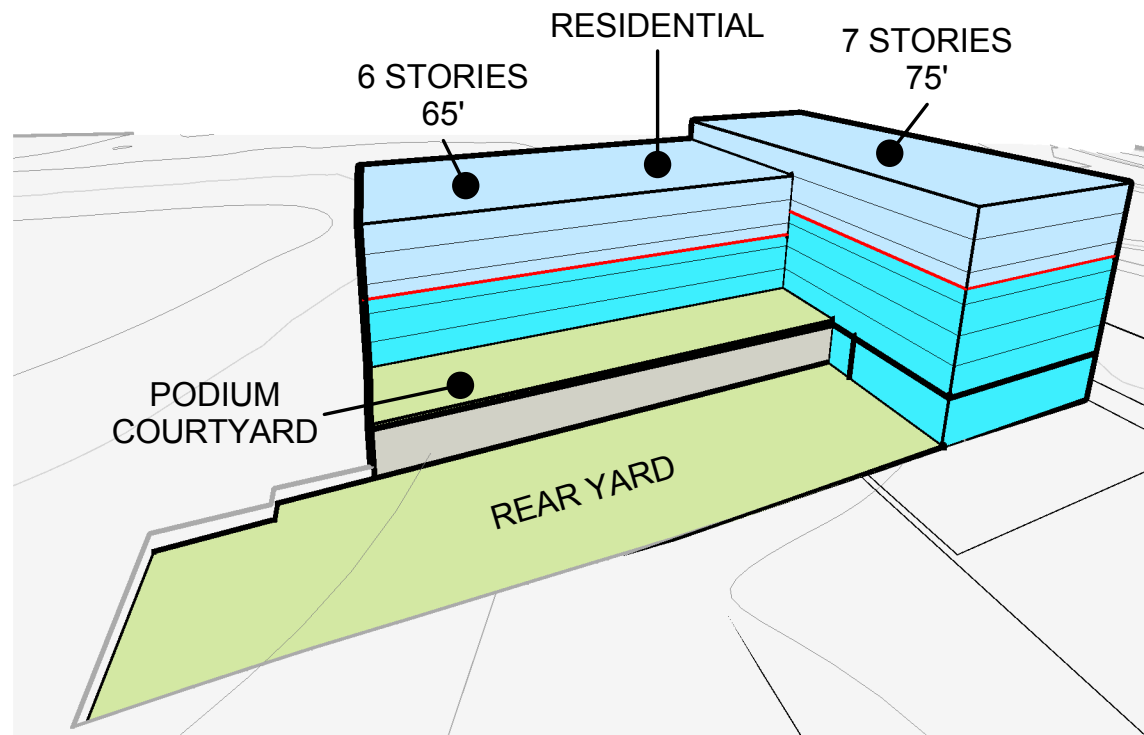 RESIDENTIAL
7 STORIES
75'
6 STORIES
65'
PODIUM
COURTYARD
REAR YARD